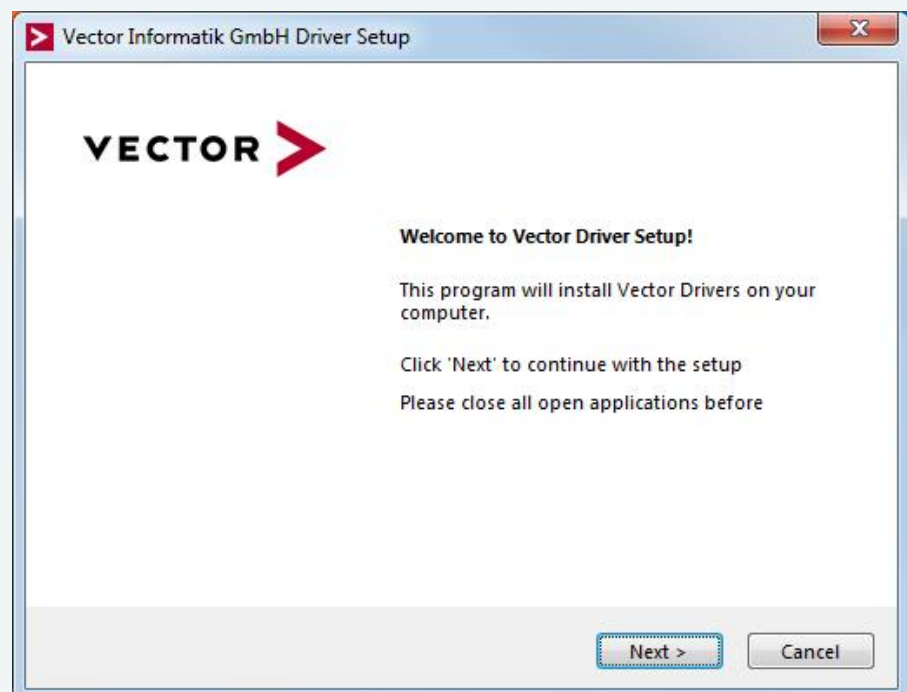 Vector Informatik GmbH Driver Setup
VECTOR
Welcome to Vector Driver Setup!
This program will install Vector Drivers on your
computer.
Click 'Next' to continue with the setup
Please close all open applications before
Next >
Cancel